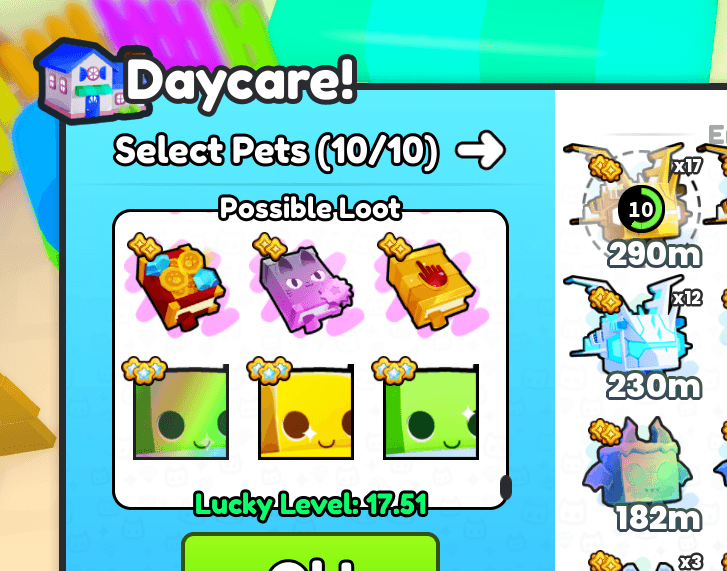 Daycare!
Select Pets (10/10)
Possible Loot
Lucky Level: 17.51
x17
10
290m
x12
230m
182m
x3